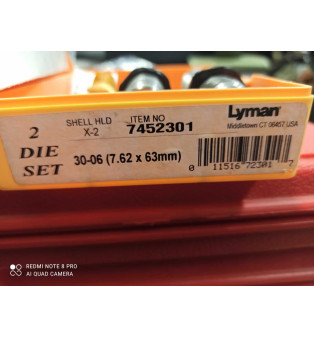 2 SHELL HLD ITEM NO Lyman
X-2 7452301 Middletown CT 06457 USA
DIE 30-06 (7.62 x 63mm)
SET 0 11516 72301 7
REDMI NOTE 8 PRO
AI QUAD CAMERA